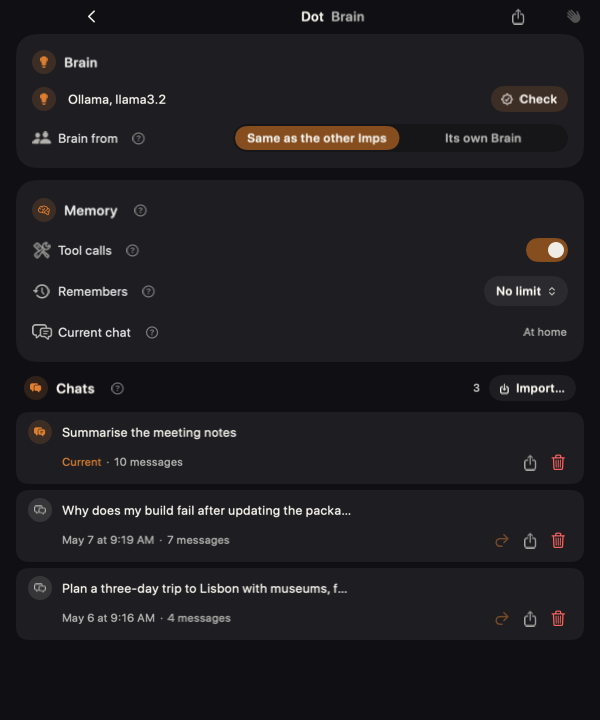 Dot Brain
Brain
Ollama, llama3.2
Check
Brain from
Same as the other Imps
Its own Brain
Memory
Tool calls
Remembers
No limit
Current chat
At home
Chats
3
Import...
Summarise the meeting notes
Current · 10 messages
Why does my build fail after updating the packa...
May 7 at 9:19 AM · 7 messages
Plan a three-day trip to Lisbon with museums, f...
May 6 at 9:16 AM · 4 messages